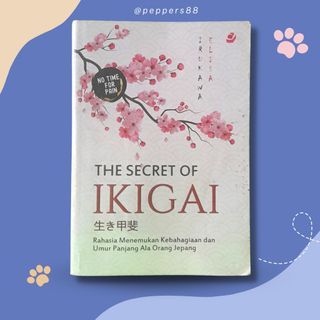 @peppers88
NO TIME
FOR
PAIN
IRUKAWA
ELISA
THE SECRET OF
IKIGAI
生き甲斐
Rahasia Menemukan Kebahagiaan dan
Umur Panjang Ala Orang Jepang